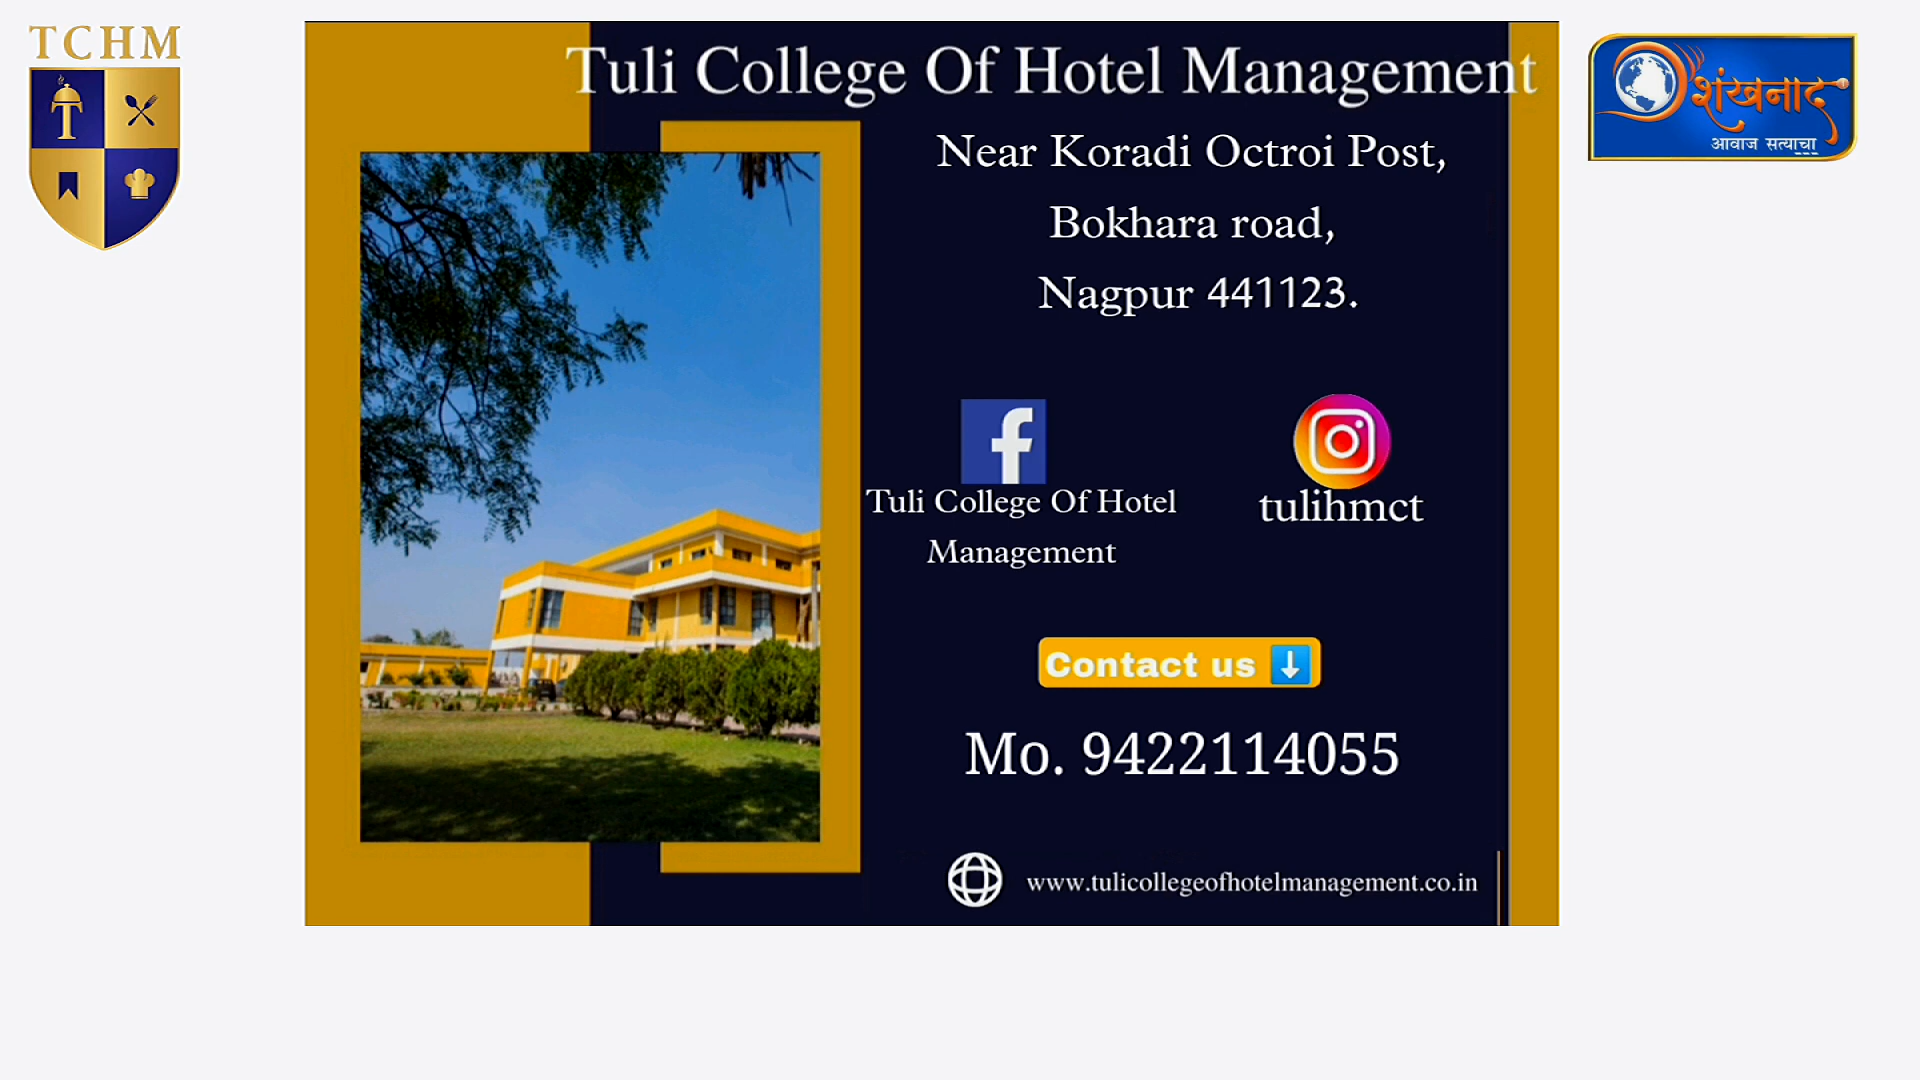 TCHM
T
Tuli College Of Hotel Management
शंखनाद
आवाज सत्याचा
Near Koradi Octroi Post,
Bokhara road,
Nagpur 441123.
Tuli College Of Hotel
Management
tulihmct
Contact us ⬇️
Mo. 9422114055
www.tulicollegeofhotelmanagement.co.in